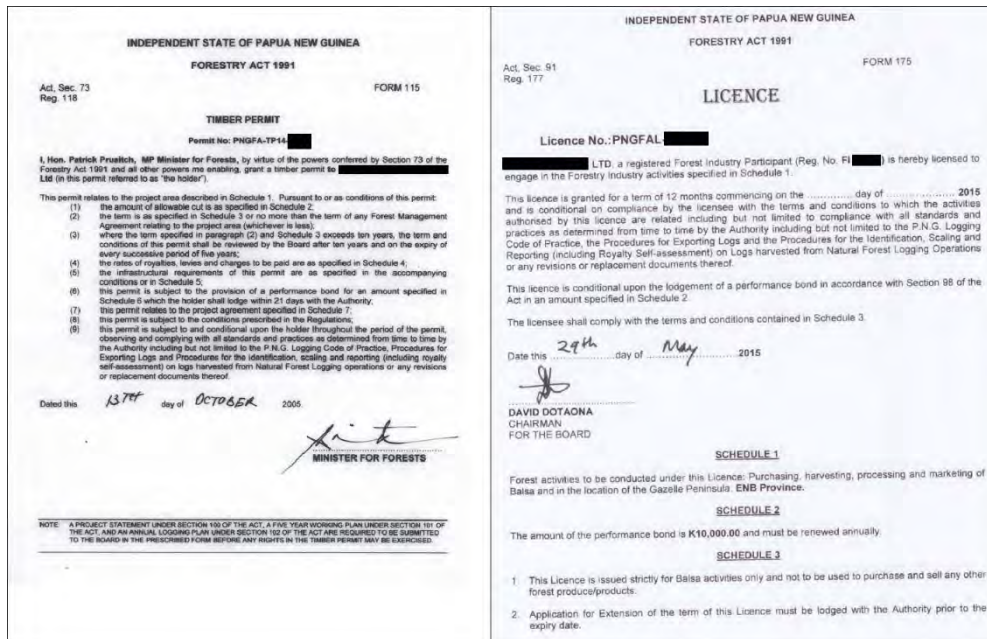 INDEPENDENT STATE OF PAPUA NEW GUINEA
FORESTRY ACT 1991
Act, Sec. 73 FORM 115
Reg. 118
TIMBER PERMIT
Permit No: PNGFA-TP14-
I, Hon. Patrick Pruaitch, MP Minister for Forests, by virtue of the powers conferred by Section 73 of the
Forestry Act 1991 and all other powers me enabling, grant a timber permit to
Ltd (in this permit referred to as "the holder").
This permit relates to the project area described in Schedule 1. Pursuant to or as conditions of this permit:
(1) the amount of allowable cut is as specified in Schedule 2;
(2) the term is as specified in Schedule 3 or no more than the term of any Forest Management
Agreement relating to the project area (whichever is less);
(3) where the term specified in paragraph (2) and Schedule 3 exceeds ten years, the term and
conditions of this permit shall be reviewed by the Board after ten years and on the expiry of
every successive period of five years;
(4) the rates of royalties, levies and charges to be paid are as specified in Schedule 4;
(5) the infrastructural requirements of this permit are as specified in the accompanying
conditions or in Schedule 5;
(6) this permit is subject to the provision of a performance bond for an amount specified in
Schedule 6 which the holder shall lodge within 21 days with the Authority;
(7) this permit relates to the project agreement specified in Schedule 7;
(8) this permit is subject to the conditions prescribed in the Regulations;
(9) this permit is subject to and conditional upon the holder throughout the period of the permit,
observing and complying with all standards and practices as determined from time to time by
the Authority including but not limited to the P.N.G. Logging Code of Practice, Procedures for
Exporting Logs and Procedures for the identification, scaling and reporting (including royalty
self-assessment) on logs harvested from Natural Forest Logging operations or any revisions
or replacement documents thereof.
Dated this 13TH day of OCTOBER 2005
MINISTER FOR FORESTS
NOTE A PROJECT STATEMENT UNDER SECTION 100 OF THE ACT, A FIVE YEAR WORKING PLAN UNDER SECTION 101 OF
THE ACT, AND AN ANNUAL LOGGING PLAN UNDER SECTION 102 OF THE ACT ARE REQUIRED TO BE SUBMITTED
TO THE BOARD IN THE PRESCRIBED FORM BEFORE ANY RIGHTS IN THE TIMBER PERMIT MAY BE EXERCISED.
INDEPENDENT STATE OF PAPUA NEW GUINEA
FORESTRY ACT 1991
Act, Sec. 91 FORM 175
Reg. 177
LICENCE
Licence No.:PNGFAL-
LTD, a registered Forest Industry Participant (Reg. No. FI ) is hereby licensed to
engage in the Forestry Industry activities specified in Schedule 1.
This licence is granted for a term of 12 months commencing on the ............ day of .................... 2015
and is conditional on compliance by the licensee with the terms and conditions to which the activities
authorised by this licence are related including but not limited to compliance with all standards and
practices as determined from time to time by the Authority including but not limited to the P.N.G. Logging
Code of Practice, the Procedures for Exporting Logs and the Procedures for the Identification, Scaling and
Reporting (including Royalty Self-assessment) on Logs harvested from Natural Forest Logging Operations
or any revisions or replacement documents thereof.
This licence is conditional upon the lodgement of a performance bond in accordance with Section 98 of the
Act in an amount specified in Schedule 2.
The licensee shall comply with the terms and conditions contained in Schedule 3.
Date this 29th day of May 2015
DAVID DOTAONA
CHAIRMAN
FOR THE BOARD
SCHEDULE 1
Forest activities to be conducted under this Licence: Purchasing, harvesting, processing and marketing of
Balsa and in the location of the Gazelle Peninsula. ENB Province.
SCHEDULE 2
The amount of the performance bond is K10,000.00 and must be renewed annually.
SCHEDULE 3
1 This Licence is issued strictly for Balsa activities only and not to be used to purchase and sell any other
forest produce/products.
2. Application for Extension of the term of this Licence must be lodged with the Authority prior to the
expiry date.